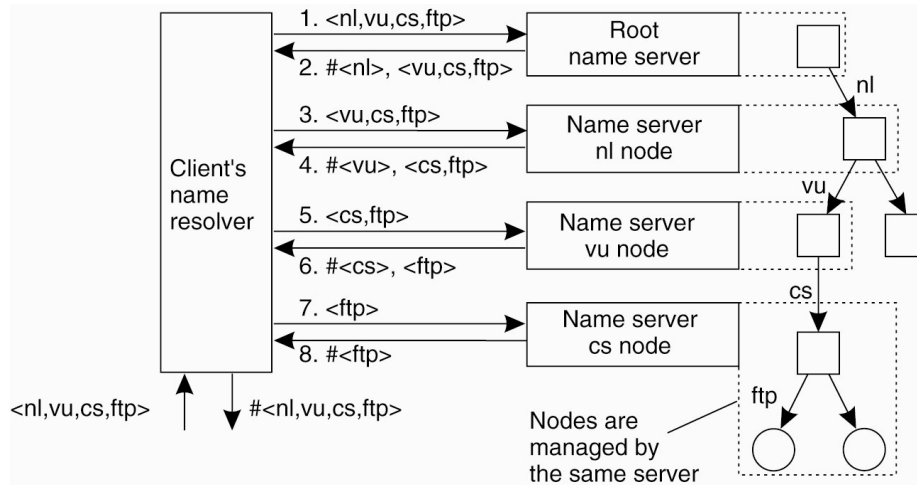 1. <nl,vu,cs,ftp>
2. #<nl>, <vu,cs,ftp>
3. <vu,cs,ftp>
4. #<vu>, <cs,ftp>
5. <cs,ftp>
6. #<cs>, <ftp>
7. <ftp>
8. #<ftp>
Client's
name
resolver
<nl,vu,cs,ftp>
#<nl,vu,cs,ftp>
Root
name server
Name server
nl node
Name server
vu node
Name server
cs node
nl
vu
cs
ftp
Nodes are
managed by
the same server